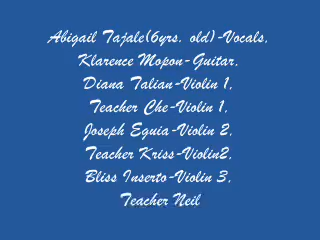 Abigail Tajale(6yrs. old)-Vocals,
Klarence Mopon-Guitar,
Diana Talian-Violin 1,
Teacher Che-Violin 1,
Joseph Eguia-Violin 2,
Teacher Kriss-Violin2,
Bliss Inserto-Violin 3,
Teacher Neil